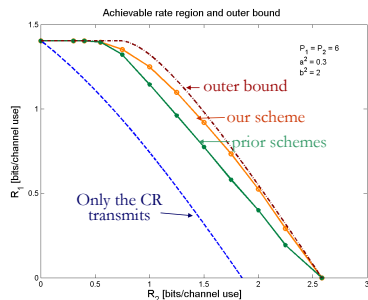 Achievable rate region and outer bound
P1 = P2 = 6
a² = 0.3
b² = 2
outer bound
our scheme
prior schemes
Only the CR
transmits
R1 [bits/channel use]
1.5
1
0.5
0
0 0.5 1 1.5 2 2.5 3
R2 [bits/channel use]